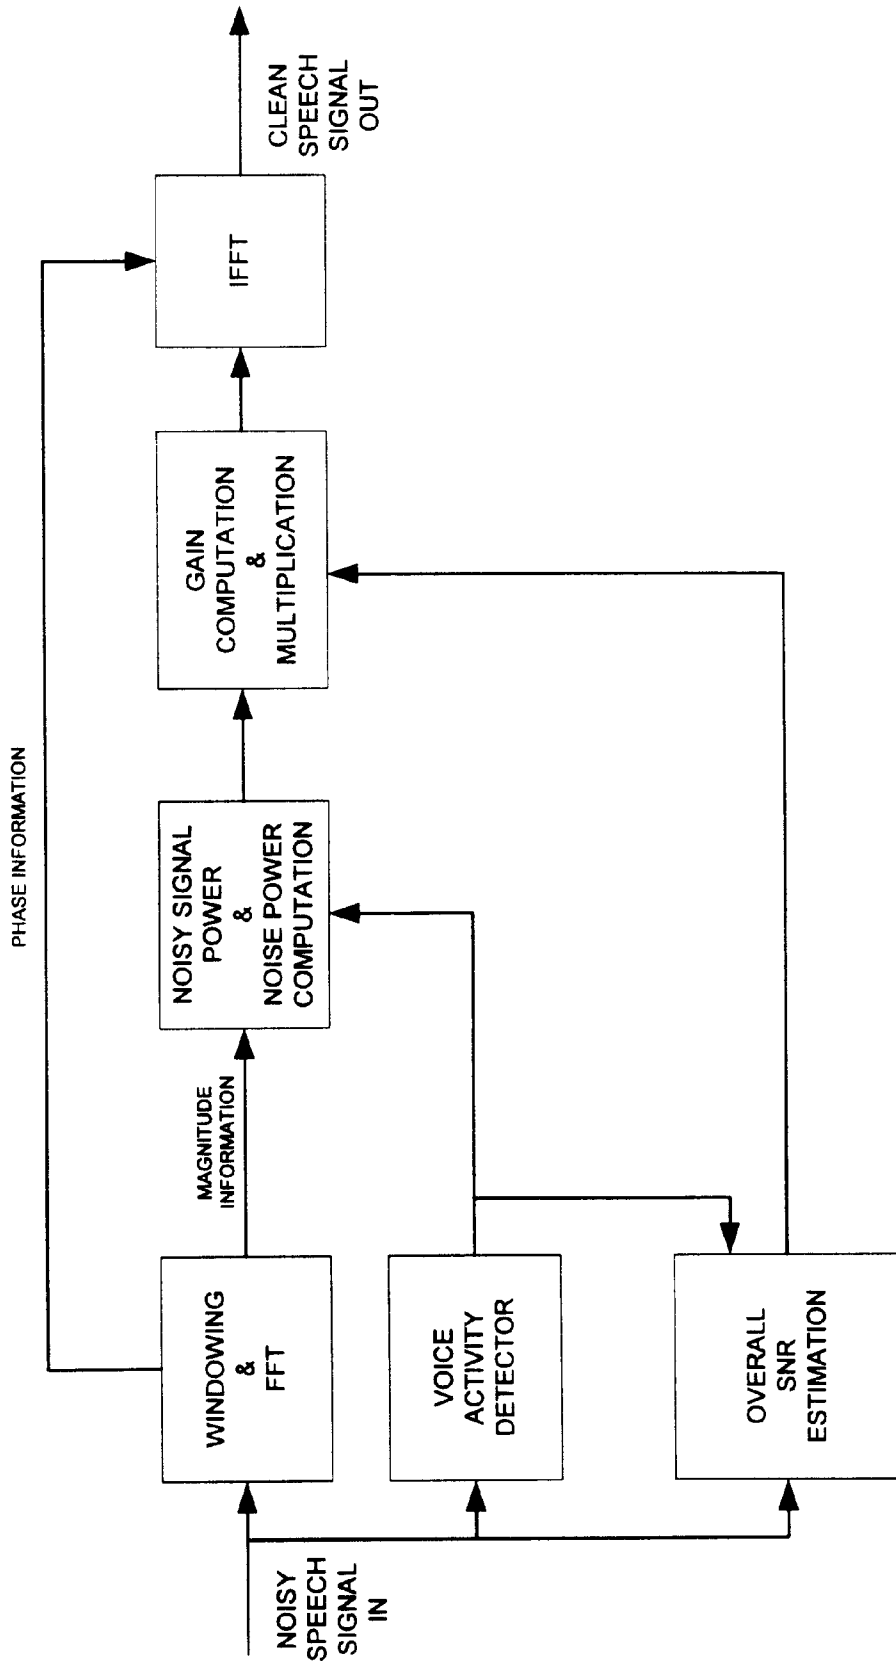 PHASE INFORMATION
NOISY
SPEECH
SIGNAL
IN
WINDOWING
&
FFT
MAGNITUDE
INFORMATION
NOISY SIGNAL
POWER
&
NOISE POWER
COMPUTATION
GAIN
COMPUTATION
&
MULTIPLICATION
IFFT
CLEAN
SPEECH
SIGNAL
OUT
VOICE
ACTIVITY
DETECTOR
OVERALL
SNR
ESTIMATION